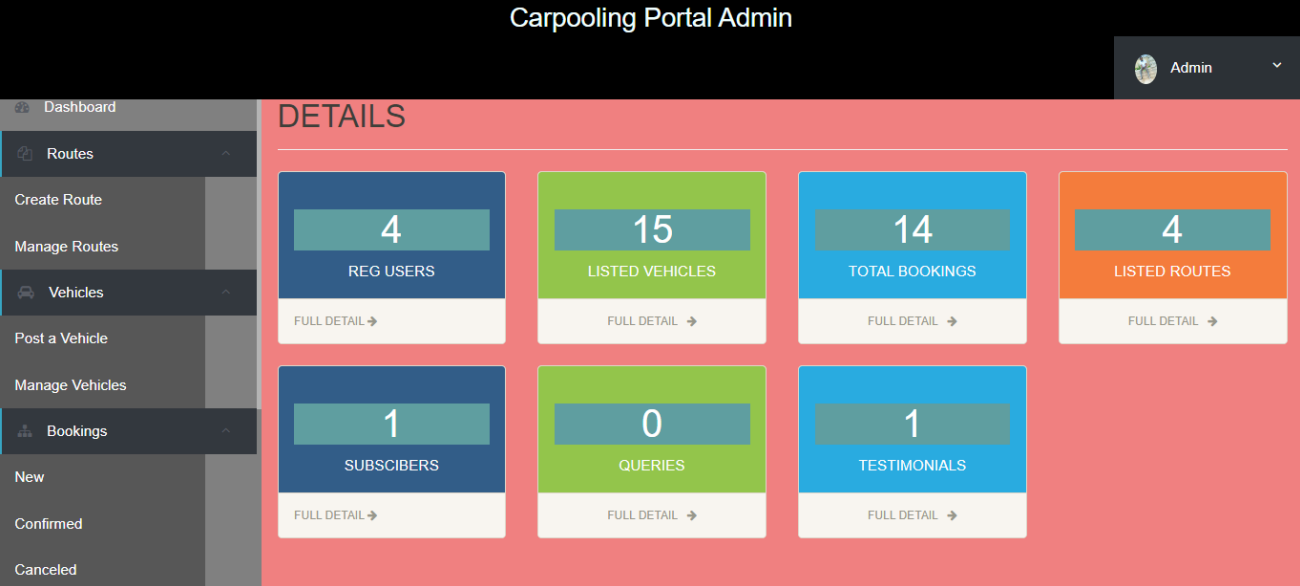 Carpooling Portal Admin
Admin
Dashboard
Routes
Create Route
Manage Routes
Vehicles
Post a Vehicle
Manage Vehicles
Bookings
New
Confirmed
Canceled
DETAILS
4
REG USERS
FULL DETAIL
15
LISTED VEHICLES
FULL DETAIL
14
TOTAL BOOKINGS
FULL DETAIL
4
LISTED ROUTES
FULL DETAIL
1
SUBSCIBERS
FULL DETAIL
0
QUERIES
FULL DETAIL
1
TESTIMONIALS
FULL DETAIL